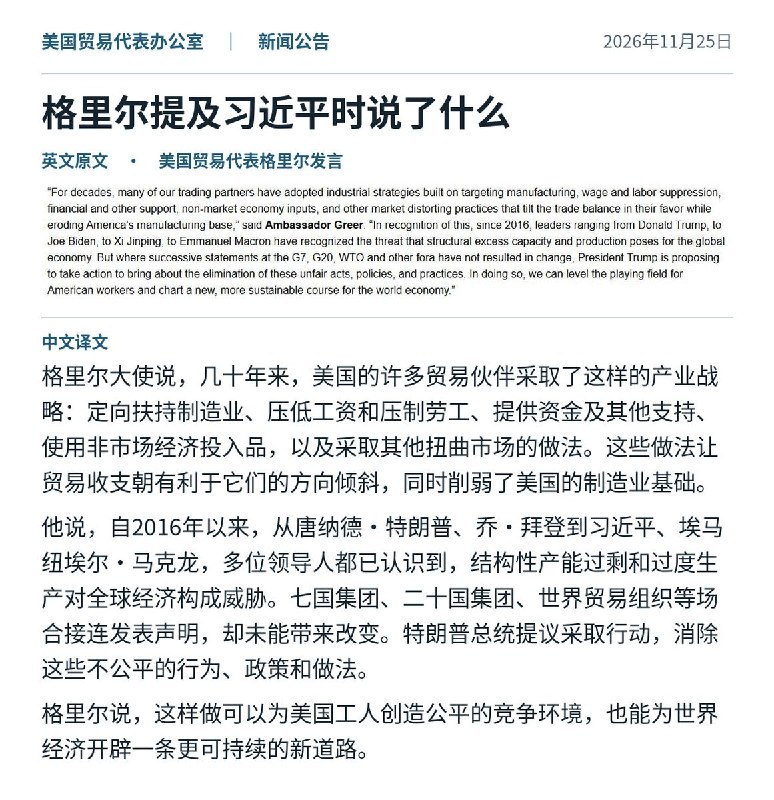 美国贸易代表办公室 | 新闻公告
2026年11月25日
格里尔提及习近平时说了什么
英文原文 • 美国贸易代表格里尔发言
“For decades, many of our trading partners have adopted industrial strategies built on targeting manufacturing, wage and labor suppression,
financial and other support, non-market economy inputs, and other market distorting practices that tilt the trade balance in their favor while
eroding America’s manufacturing base,” said Ambassador Greer. “In recognition of this, since 2016, leaders ranging from Donald Trump, to
Joe Biden, to Xi Jinping, to Emmanuel Macron have recognized the threat that structural excess capacity and production poses for the global
economy. But where successive statements at the G7, G20, WTO and other fora have not resulted in change, President Trump is proposing
to take action to bring about the elimination of these unfair acts, policies, and practices. In doing so, we can level the playing field for
American workers and chart a new, more sustainable course for the world economy.”
中文译文
格里尔大使说，几十年来，美国的许多贸易伙伴采取了这样的产业战
略：定向扶持制造业、压低工资和压制劳工、提供资金及其他支持、
使用非市场经济投入品，以及采取其他扭曲市场的做法。这些做法让
贸易收支朝有利于它们的方向倾斜，同时削弱了美国的制造业基础。
他说，自2016年以来，从唐纳德・特朗普、乔・拜登到习近平、埃马
纽埃尔・马克龙，多位领导人都已认识到，结构性产能过剩和过度生
产对全球经济构成威胁。七国集团、二十国集团、世界贸易组织等场
合接连发表声明，却未能带来改变。特朗普总统提议采取行动，消除
这些不公平的行为、政策和做法。
格里尔说，这样做可以为美国工人创造公平的竞争环境，也能为世界
经济开辟一条更可持续的新道路。